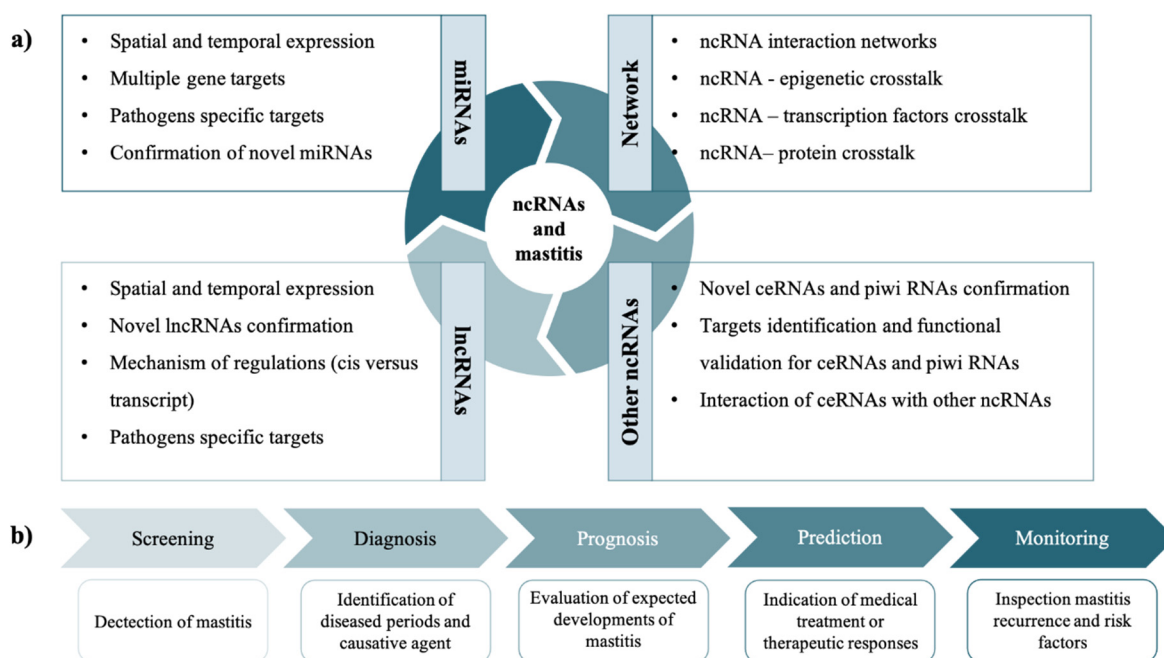 a)
• Spatial and temporal expression
• Multiple gene targets
• Pathogens specific targets
• Confirmation of novel miRNAs
miRNAs
Network
• ncRNA interaction networks
• ncRNA - epigenetic crosstalk
• ncRNA – transcription factors crosstalk
• ncRNA– protein crosstalk
ncRNAs
and
mastitis
• Spatial and temporal expression
• Novel lncRNAs confirmation
• Mechanism of regulations (cis versus
transcript)
• Pathogens specific targets
lncRNAs
Other ncRNAs
• Novel ceRNAs and piwi RNAs confirmation
• Targets identification and functional
validation for ceRNAs and piwi RNAs
• Interaction of ceRNAs with other ncRNAs
b)
Screening
Diagnosis
Prognosis
Prediction
Monitoring
Dectection of mastitis
Identification of
diseased periods and
causative agent
Evaluation of expected
developments of
mastitis
Indication of medical
treatment or
therapeutic responses
Inspection mastitis
recurrence and risk
factors